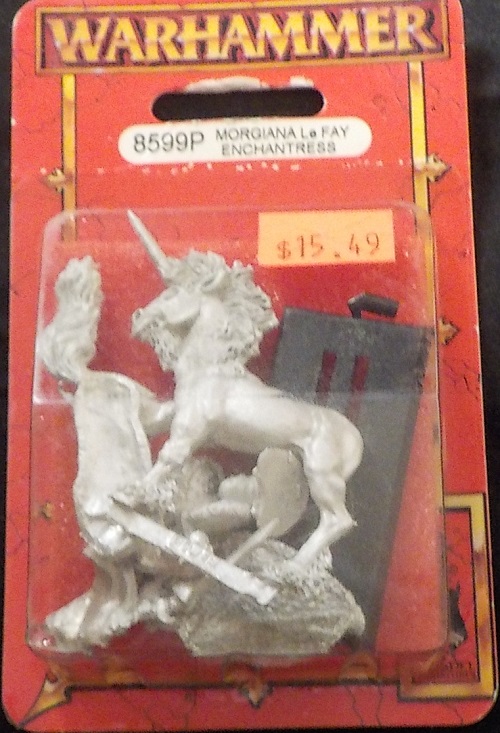 WARHAMMER
8599P MORGIANA Le FAY
ENCHANTRESS
$15.49